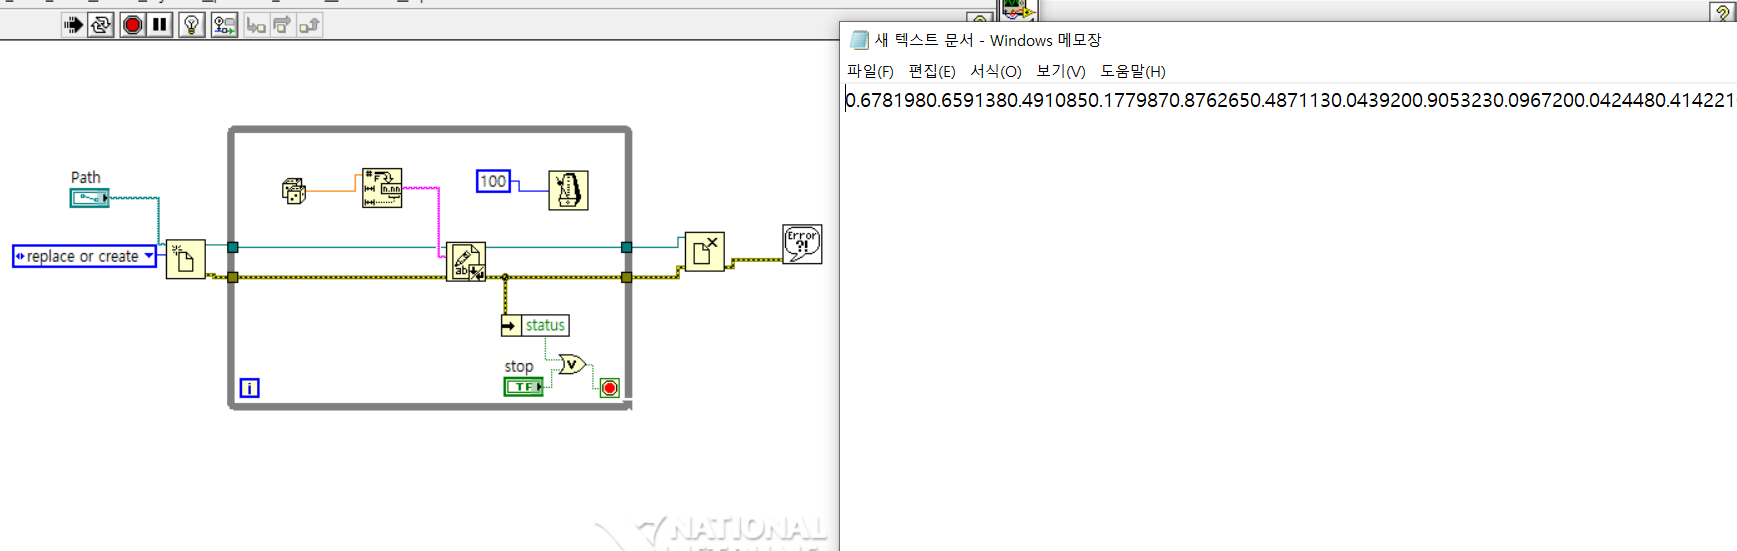 새 텍스트 문서 - Windows 메모장
파일(F) 편집(E) 서식(O) 보기(V) 도움말(H)
0.6781980.6591380.4910850.1779870.8762650.4871130.0439200.9053230.0967200.0424480.414221
Path
replace or create
#
F
n.nn
100
ab
Error
?!
status
stop
TF
V
i
NATIONAL